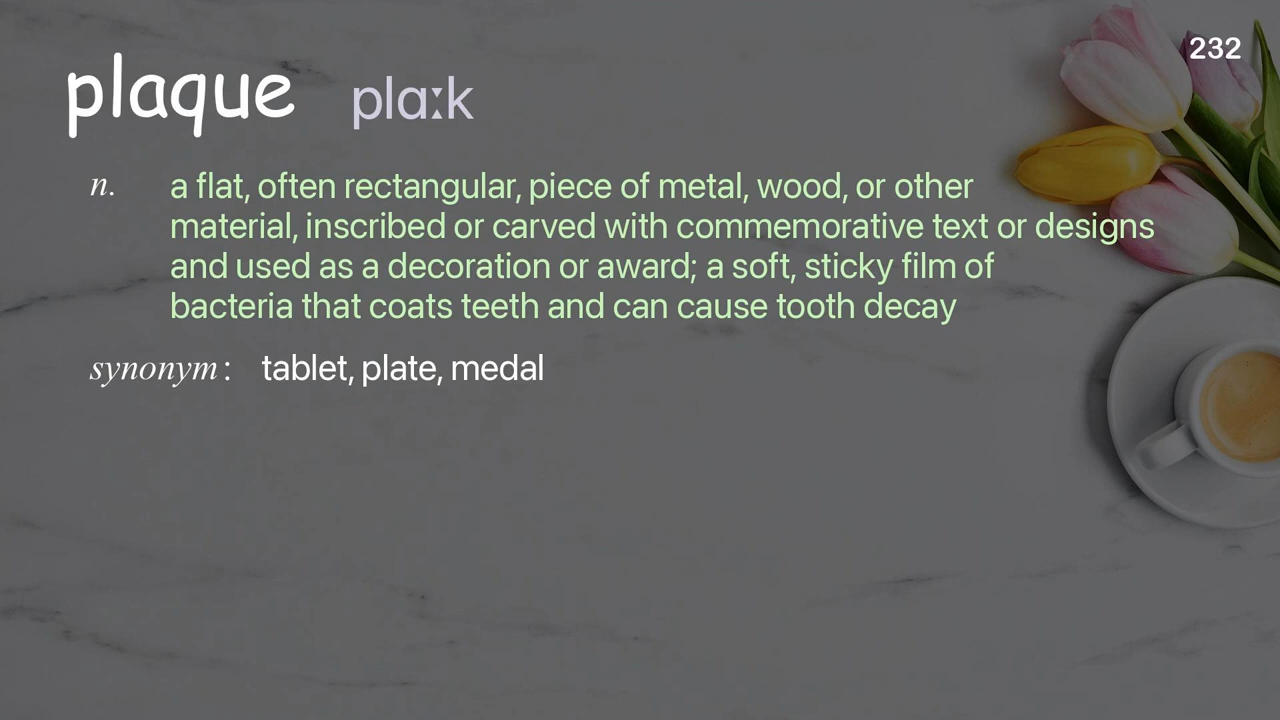 232
plaque plɑːk
n. a flat, often rectangular, piece of metal, wood, or other
material, inscribed or carved with commemorative text or designs
and used as a decoration or award; a soft, sticky film of
bacteria that coats teeth and can cause tooth decay
synonym: tablet, plate, medal